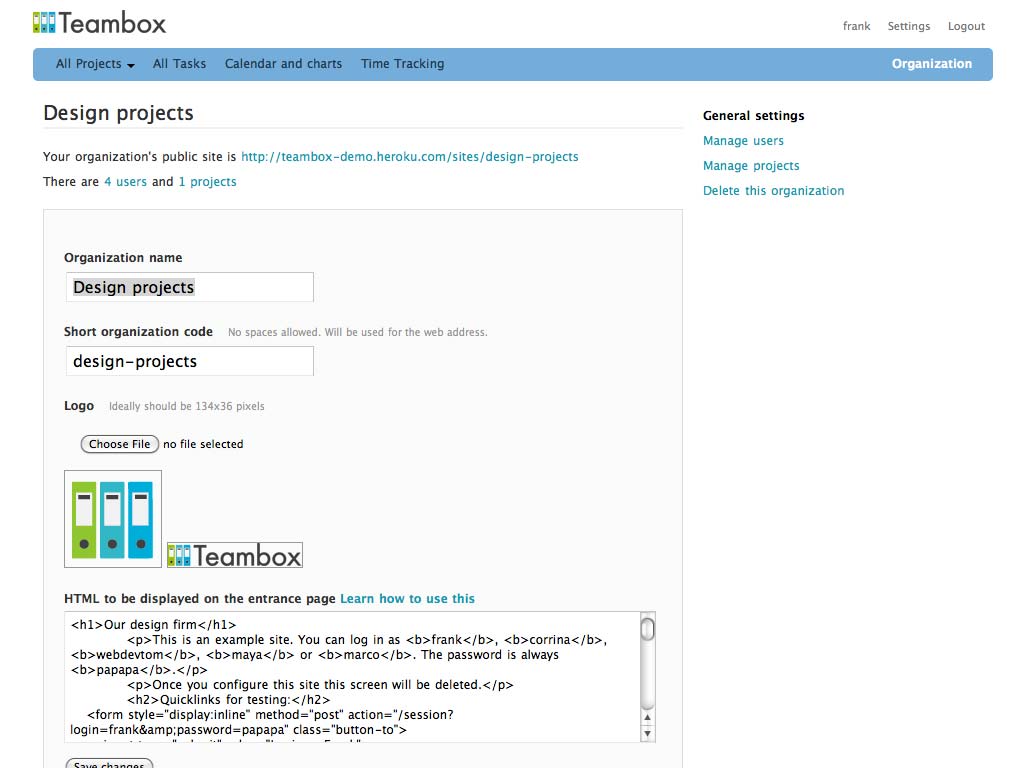 Teambox
frank Settings Logout
All Projects All Tasks Calendar and charts Time Tracking Organization
Design projects
Your organization's public site is http://teambox-demo.heroku.com/sites/design-projects
There are 4 users and 1 projects
General settings
Manage users
Manage projects
Delete this organization
Organization name
Design projects
Short organization code No spaces allowed. Will be used for the web address.
design-projects
Logo Ideally should be 134x36 pixels
Choose File no file selected
Teambox
HTML to be displayed on the entrance page Learn how to use this
<h1>Our design firm</h1>
<p>This is an example site. You can log in as <b>frank</b>, <b>corrina</b>,
<b>webdevtom</b>, <b>maya</b> or <b>marco</b>. The password is always
<b>papapa</b>.</p>
<p>Once you configure this site this screen will be deleted.</p>
<h2>Quicklinks for testing:</h2>
<form style="display:inline" method="post" action="/session?
login=frank&amp;password=papapa" class="button-to">
Save changes